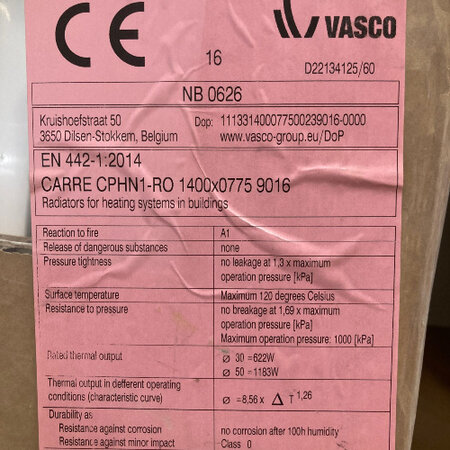 CE
VASCO
16
D22134125/60
NB 0626
Kruishoefstraat 50
3650 Dilsen-Stokkem, Belgium
Dop: 111331400077500239016-0000
www.vasco-group.eu/DoP
EN 442-1:2014
CARRE CPHN1-RO 1400x0775 9016
Radiators for heating systems in buildings
Reaction to fire A1
Release of dangerous substances none
Pressure tightness no leakage at 1,3 x maximum
operation pressure [kPa]
Surface temperature Maximum 120 degrees Celsius
Resistance to pressure no breakage at 1,69 x maximum
operation pressure [kPa]
Maximum operation pressure: 1000 [kPa]
Rated thermal output Ø 30 =622W
Ø 50 =1183W
Thermal output in defferent operating
conditions (characteristic curve) Ø =8,56x Δ T 1,26
Durability as
Resistance against corrosion no corrosion after 100h humidity
Resistance against minor impact Class 0